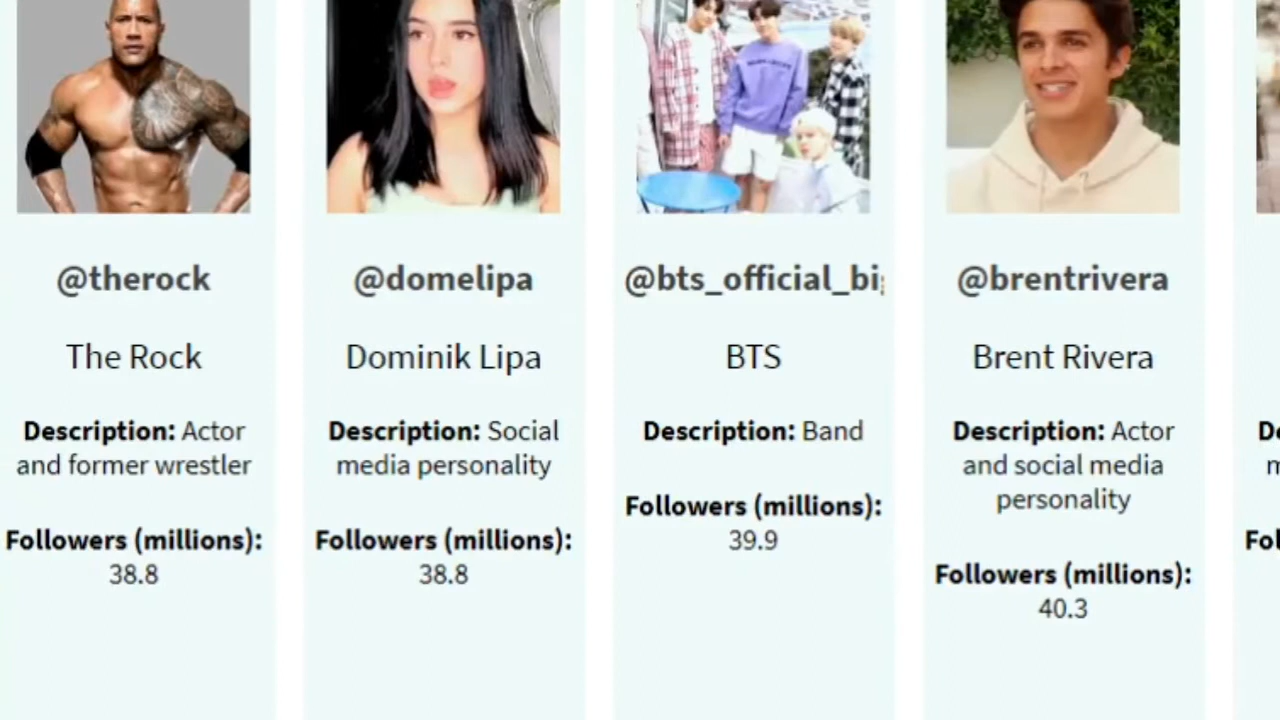 @therock
The Rock
Description: Actor
and former wrestler
Followers (millions):
38.8
@domelipa
Dominik Lipa
Description: Social
media personality
Followers (millions):
38.8
@bts_official_big
BTS
Description: Band
Followers (millions):
39.9
@brentrivera
Brent Rivera
Description: Actor
and social media
personality
Followers (millions):
40.3